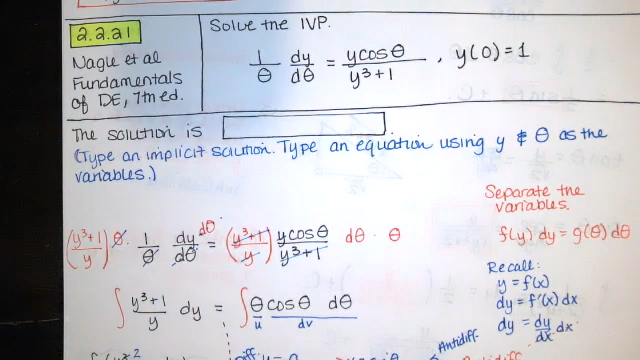 2.2.21
Nagle et al
Fundamentals
of DE, 7th ed.
Solve the IVP.
1/θ dy/dθ = y cos θ / y³+1 , y(0)=1
The solution is
(Type an implicit solution. Type an equation using y & θ as the
variables.)
Separate the
variables.
f(y) dy = g(θ) dθ
(y³+1 / y) θ · 1/θ dy/dθ dθ = (y³+1 / y) y cos θ / y³+1 dθ · θ
Recall:
y = f(x)
dy = f'(x) dx
dy = dy/dx · dx
∫ y³+1 / y dy = ∫ θ cos θ dθ
u dv
Antidiff.